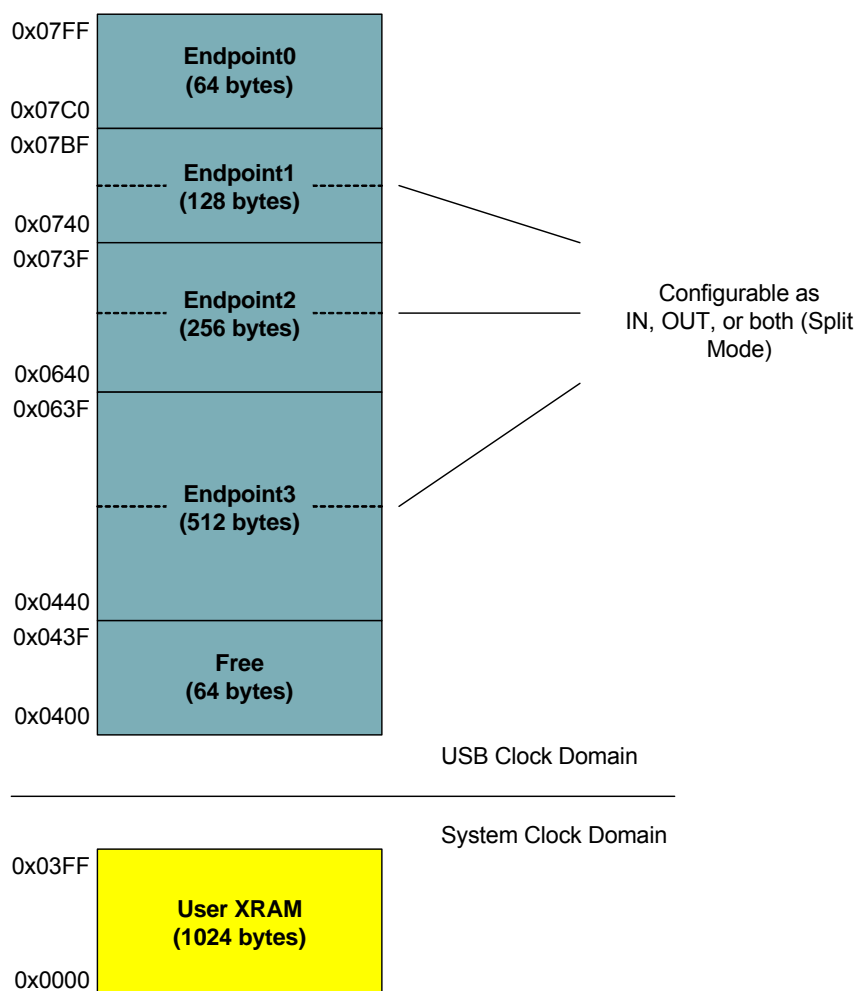 0x07FF
Endpoint0
(64 bytes)
0x07C0
0x07BF
Endpoint1
(128 bytes)
0x0740
0x073F
Endpoint2
(256 bytes)
0x0640
0x063F
Endpoint3
(512 bytes)
0x0440
0x043F
Free
(64 bytes)
0x0400
Configurable as
IN, OUT, or both (Split
Mode)
USB Clock Domain
System Clock Domain
0x03FF
User XRAM
(1024 bytes)
0x0000